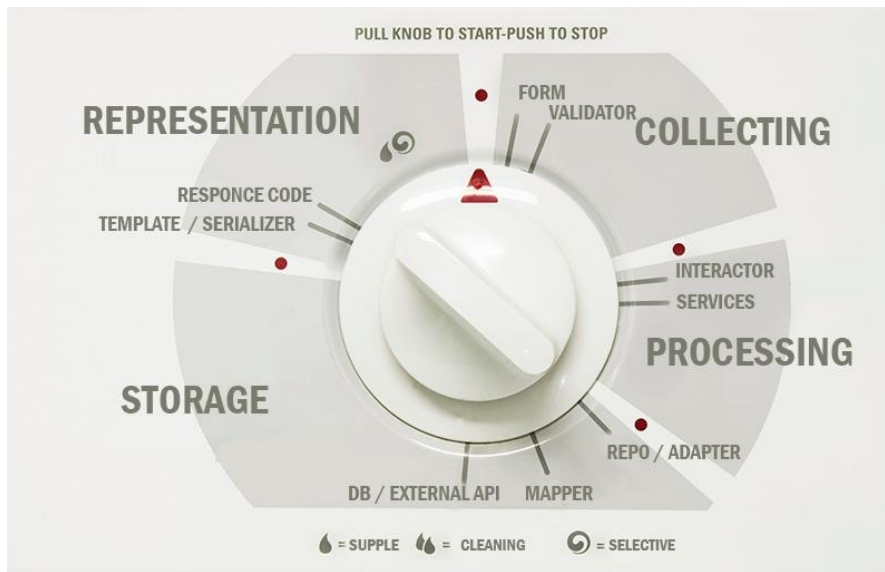 PULL KNOB TO START-PUSH TO STOP
REPRESENTATION
FORM
VALIDATOR
COLLECTING
RESPONCE CODE
TEMPLATE / SERIALIZER
INTERACTOR
SERVICES
PROCESSING
STORAGE
REPO / ADAPTER
DB / EXTERNAL API
MAPPER
= SUPPLE
= CLEANING
= SELECTIVE